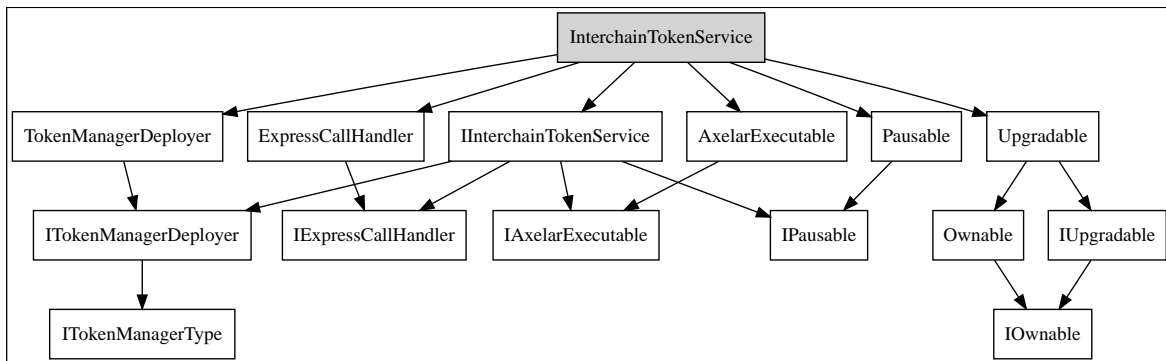 InterchainTokenService
TokenManagerDeployer
ExpressCallHandler
IInterchainTokenService
AxelarExecutable
Pausable
Upgradable
ITokenManagerDeployer
IExpressCallHandler
IAxelarExecutable
IPausable
Ownable
IUpgradable
ITokenManagerType
IOwnable